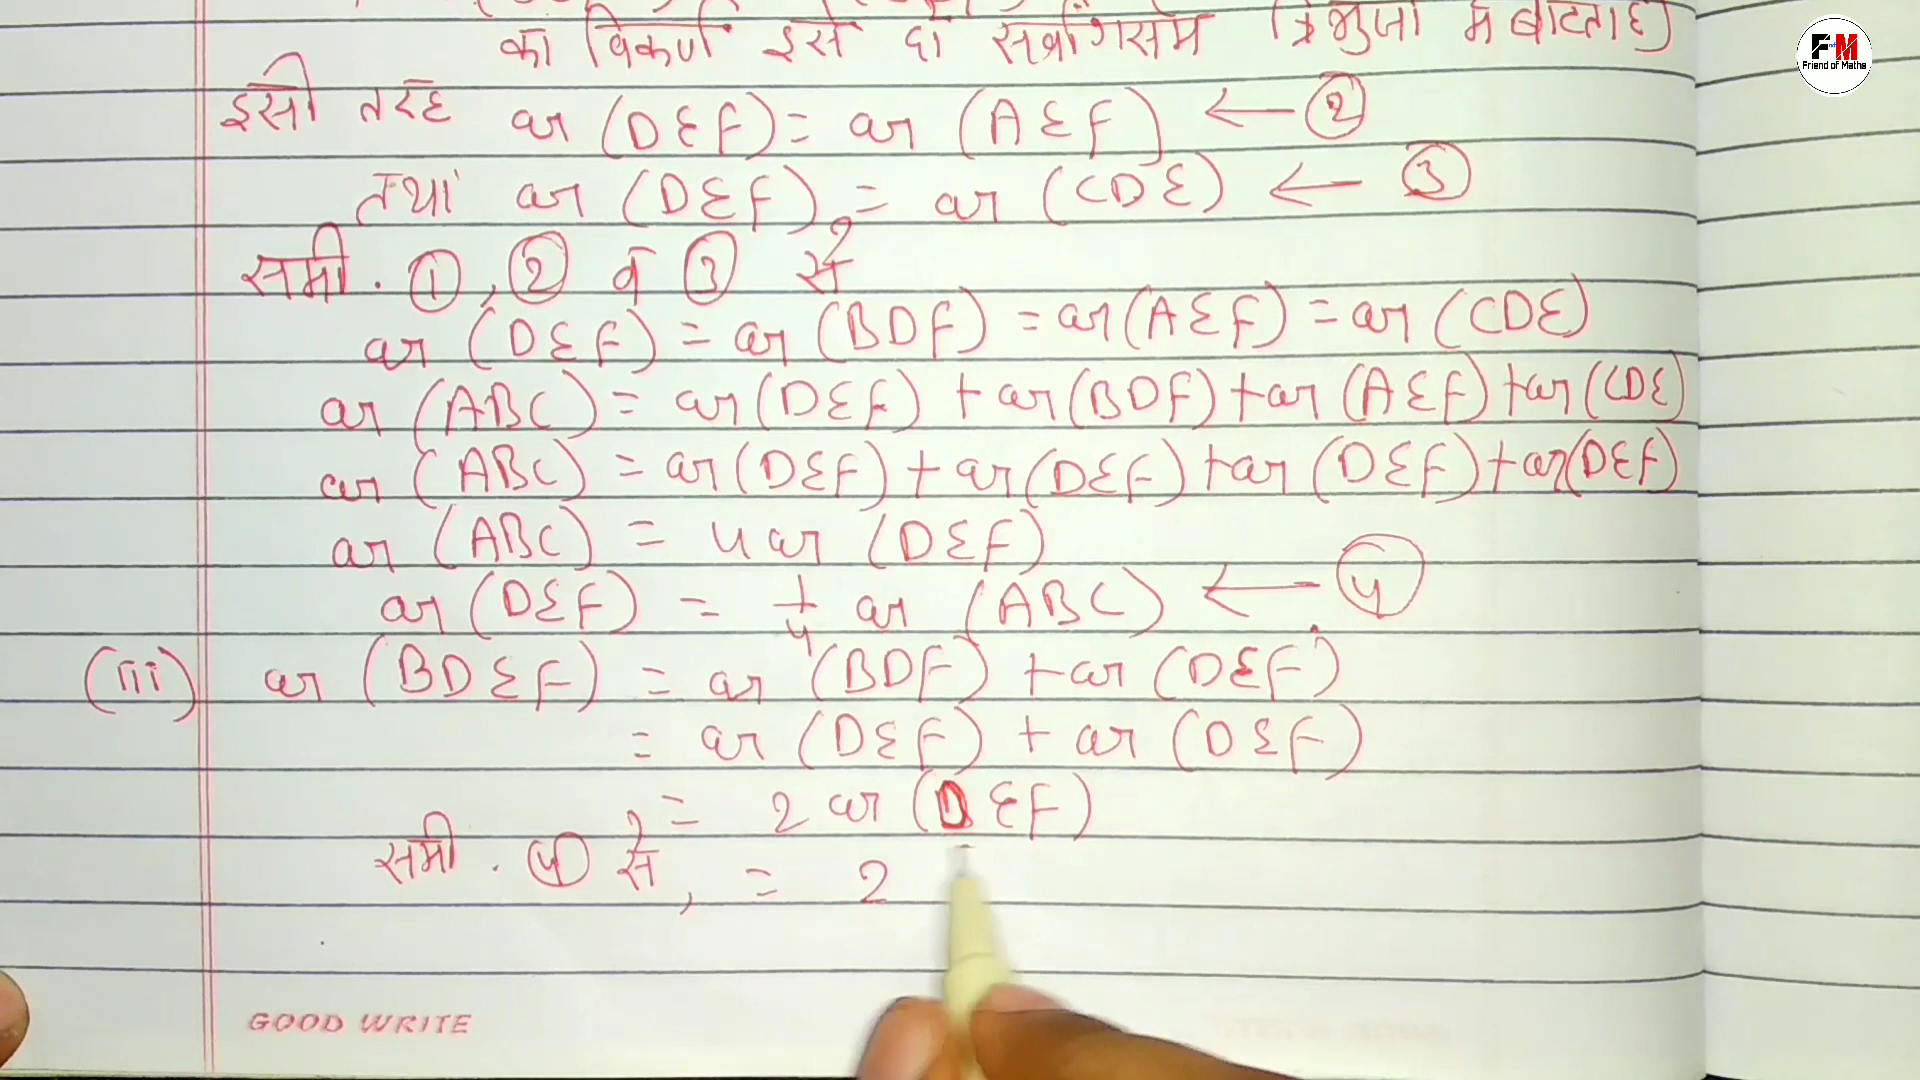 का विकर्ण इसे दो सर्वांगसम त्रिभुजों में बांटता है)
इसी तरह ar (DEF) = ar (AEF) ← ②
तथा ar (DEF) = ar (CDE) ← ③
समी. ①, ② व ③ से
ar (DEF) = ar (BDF) = ar (AEF) = ar (CDE)
ar (ABC) = ar (DEF) + ar (BDF) + ar (AEF) + ar (CDE)
ar (ABC) = ar (DEF) + ar (DEF) + ar (DEF) + ar (DEF)
ar (ABC) = 4 ar (DEF)
ar (DEF) = 1/4 ar (ABC) ← ④
(iii) ar (BDEF) = ar (BDF) + ar (DEF)
= ar (DEF) + ar (DEF)
= 2 ar (DEF)
समी. ④ से, = 2
GOOD WRITE
FM
Friend of Maths